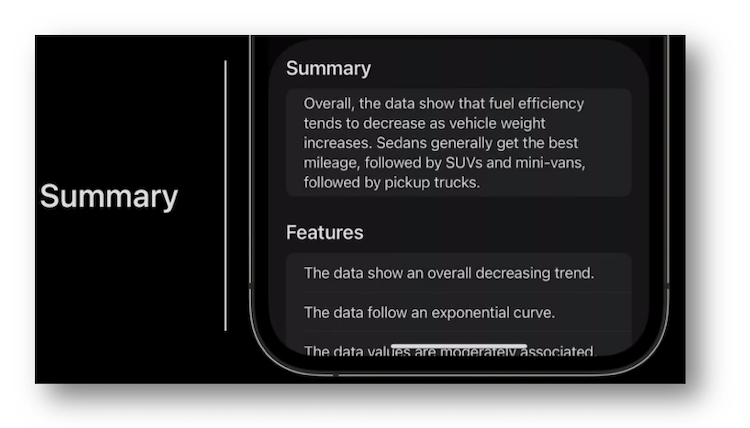 Summary
Summary
Overall, the data show that fuel efficiency
tends to decrease as vehicle weight
increases. Sedans generally get the best
mileage, followed by SUVs and mini-vans,
followed by pickup trucks.
Features
The data show an overall decreasing trend.
The data follow an exponential curve.
The data values are moderately associated.